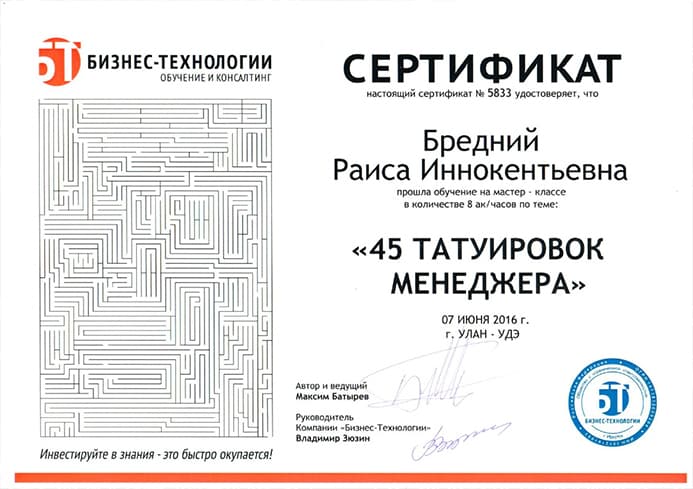 БТ БИЗНЕС-ТЕХНОЛОГИИ
ОБУЧЕНИЕ И КОНСАЛТИНГ
СЕРТИФИКАТ
настоящий сертификат № 5833 удостоверяет, что
Бредний
Раиса Иннокентьевна
прошла обучение на мастер - классе
в количестве 8 ак/часов по теме:
«45 ТАТУИРОВОК
МЕНЕДЖЕРА»
07 ИЮНЯ 2016 г.
г. УЛАН - УДЭ
Автор и ведущий
Максим Батырев
Руководитель
Компании «Бизнес-Технологии»
Владимир Зюзин
БТ
БИЗНЕС-ТЕХНОЛОГИИ
Инвестируйте в знания - это быстро окупается!